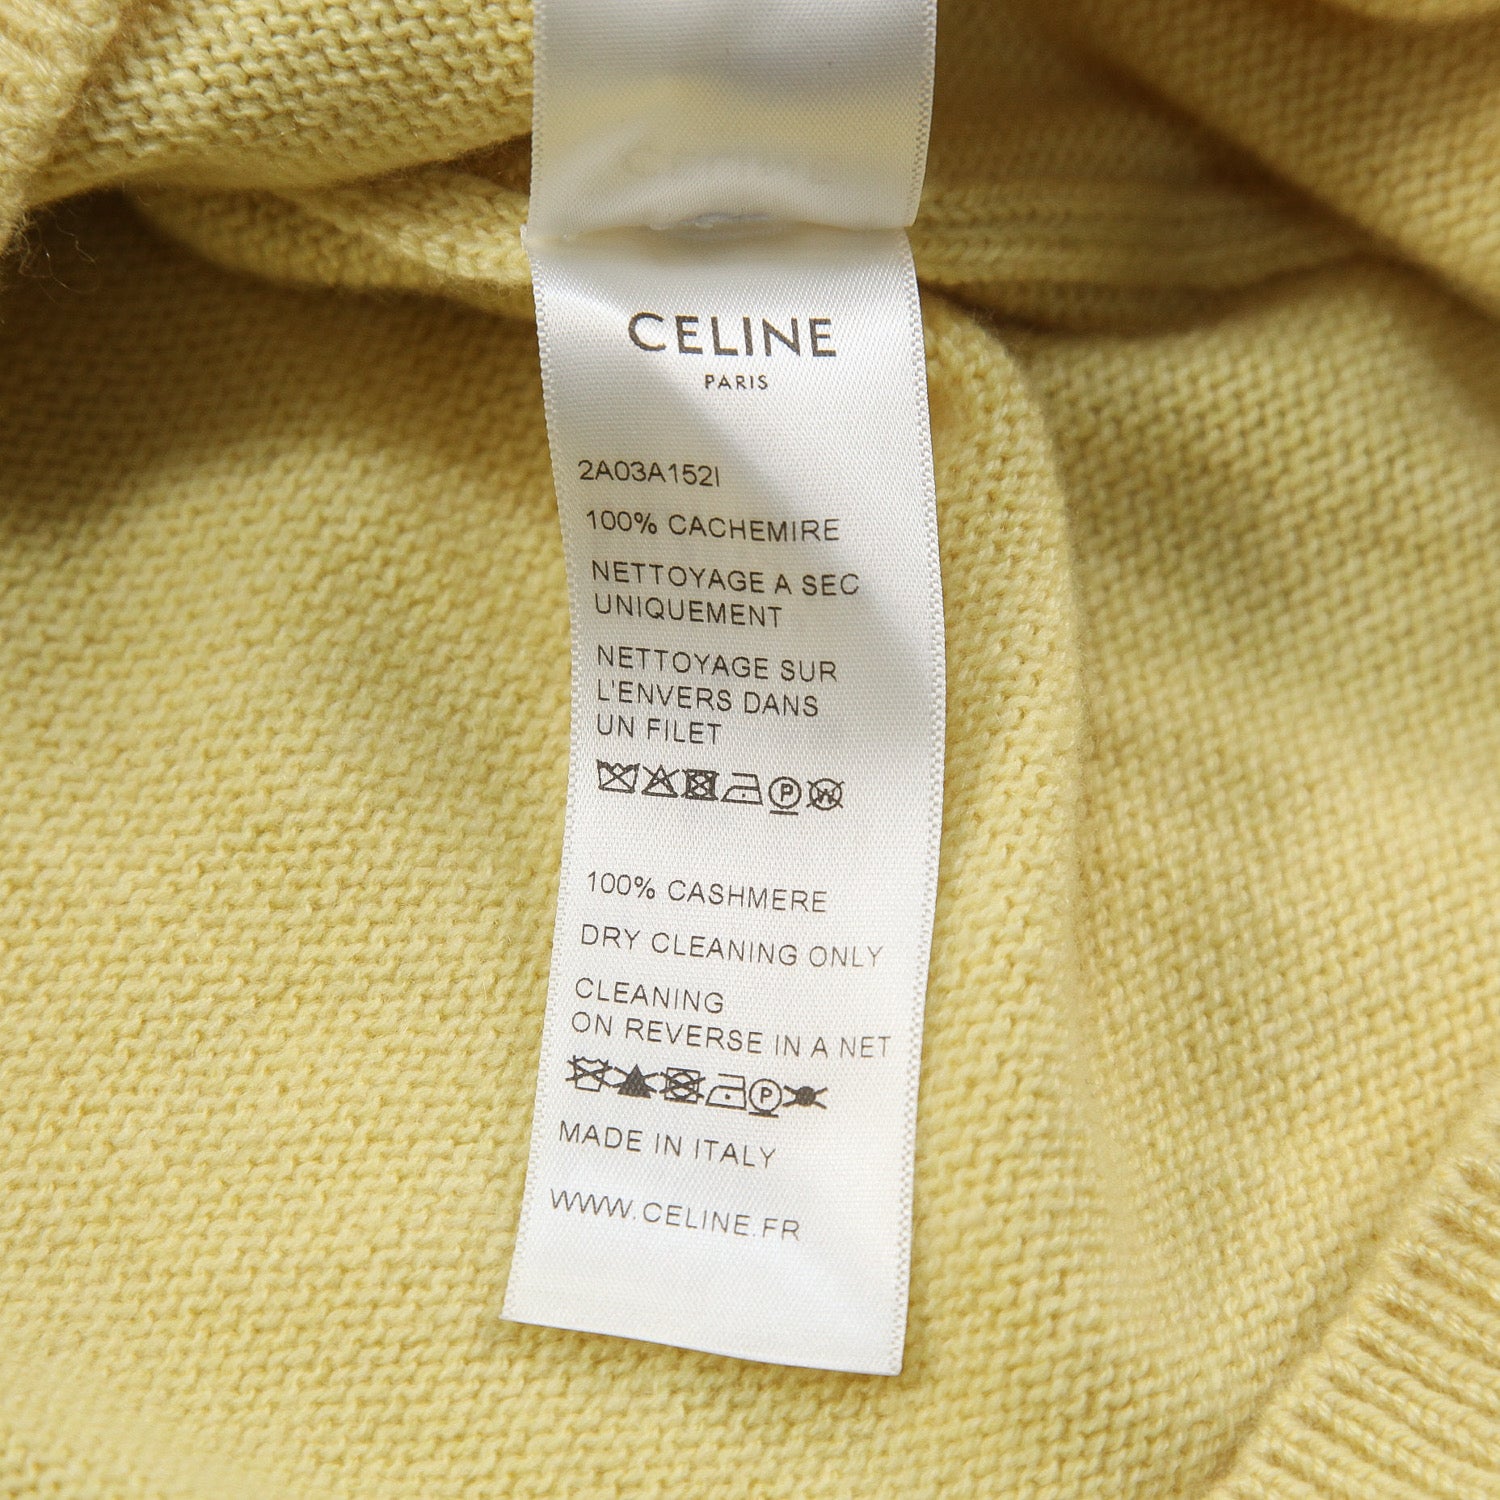 CELINE
PARIS
2A03A152I
100% CACHEMIRE
NETTOYAGE A SEC
UNIQUEMENT
NETTOYAGE SUR
L'ENVERS DANS
UN FILET
P W
100% CASHMERE
DRY CLEANING ONLY
CLEANING
ON REVERSE IN A NET
P
MADE IN ITALY
WWW.CELINE.FR